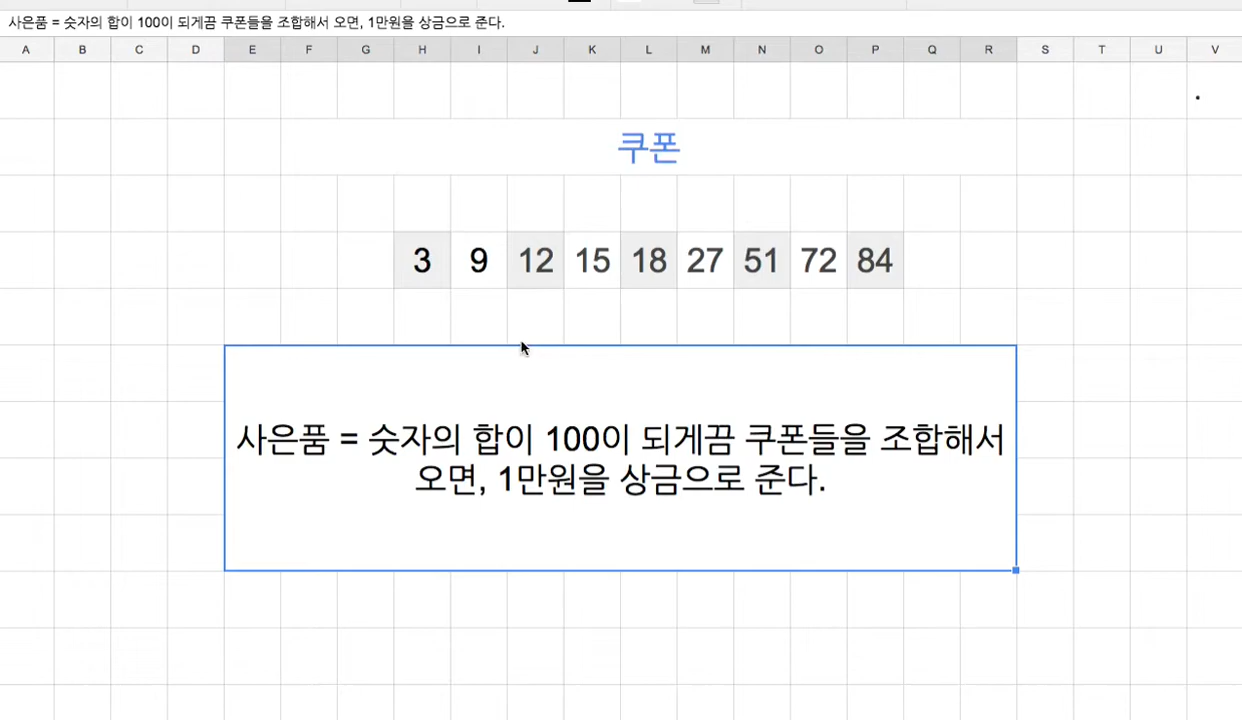 사은품 = 숫자의 합이 100이 되게끔 쿠폰들을 조합해서 오면, 1만원을 상금으로 준다.
A B C D E F G H I J K L M N O P Q R S T U V
쿠폰
3 9 12 15 18 27 51 72 84
사은품 = 숫자의 합이 100이 되게끔 쿠폰들을 조합해서
오면, 1만원을 상금으로 준다.